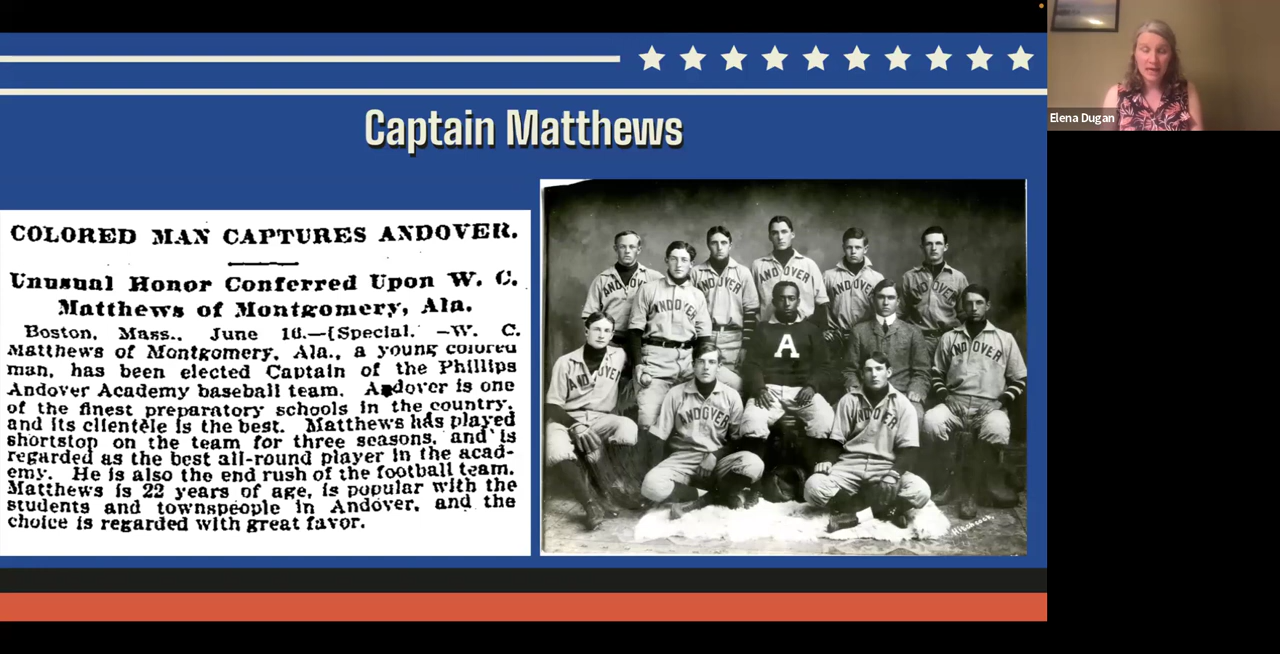 Captain Matthews
COLORED MAN CAPTURES ANDOVER.
Unusual Honor Conferred Upon W. C.
Matthews of Montgomery, Ala.
Boston, Mass., June 16.—[Special. —W. C.
Matthews of Montgomery, Ala., a young colored
man, has been elected Captain of the Phillips
Andover Academy baseball team. Andover is one
of the finest preparatory schools in the country,
and its clientèle is the best. Matthews has played
shortstop on the team for three seasons, and is
regarded as the best all-round player in the acad-
emy. He is also the end rush of the football team.
Matthews is 22 years of age, is popular with the
students and townspeople in Andover, and the
choice is regarded with great favor.
ANDOVER
ANDOVER
ANDOVER
ANDOVER
ANDOVER
ANDOVER
ANDOVER
A
ANDOVER
ANDOVER
ANDOVER
Hitchcock,
Elena Dugan